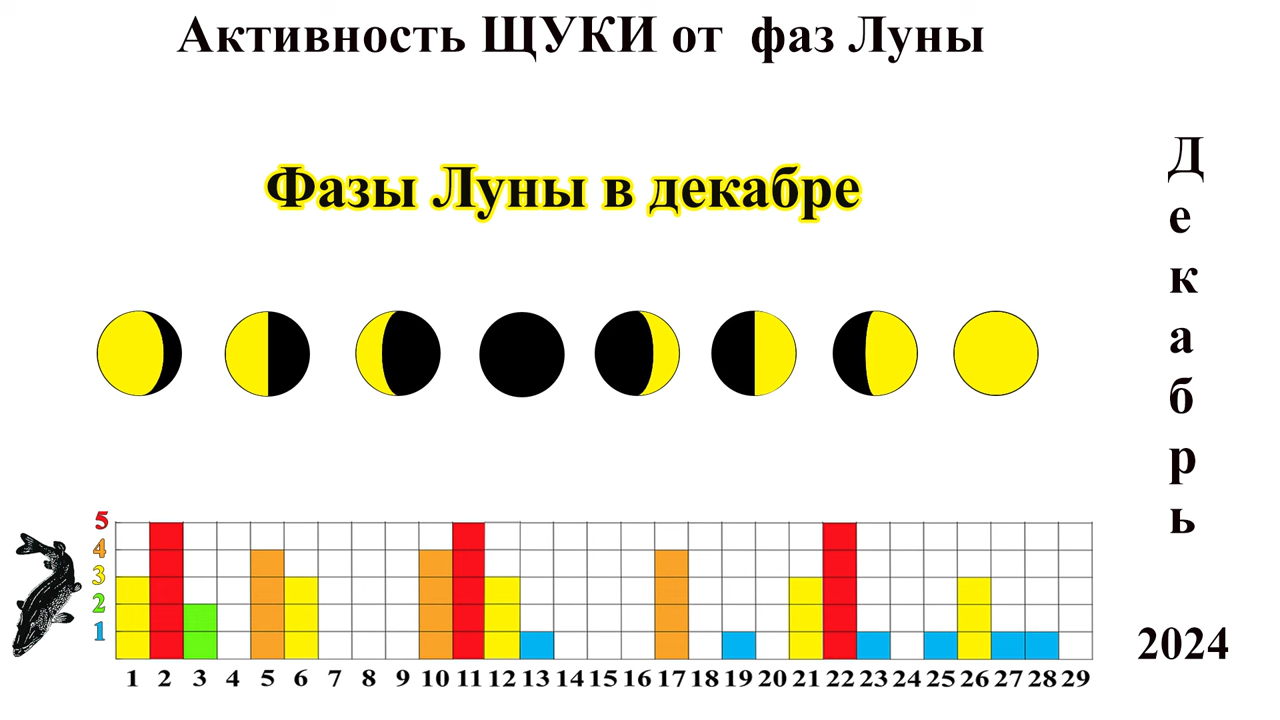 Активность ЩУКИ от фаз Луны
Фазы Луны в декабре
Декабрь
2024
5
4
3
2
1
1 2 3 4 5 6 7 8 9 10 11 12 13 14 15 16 17 18 19 20 21 22 23 24 25 26 27 28 29